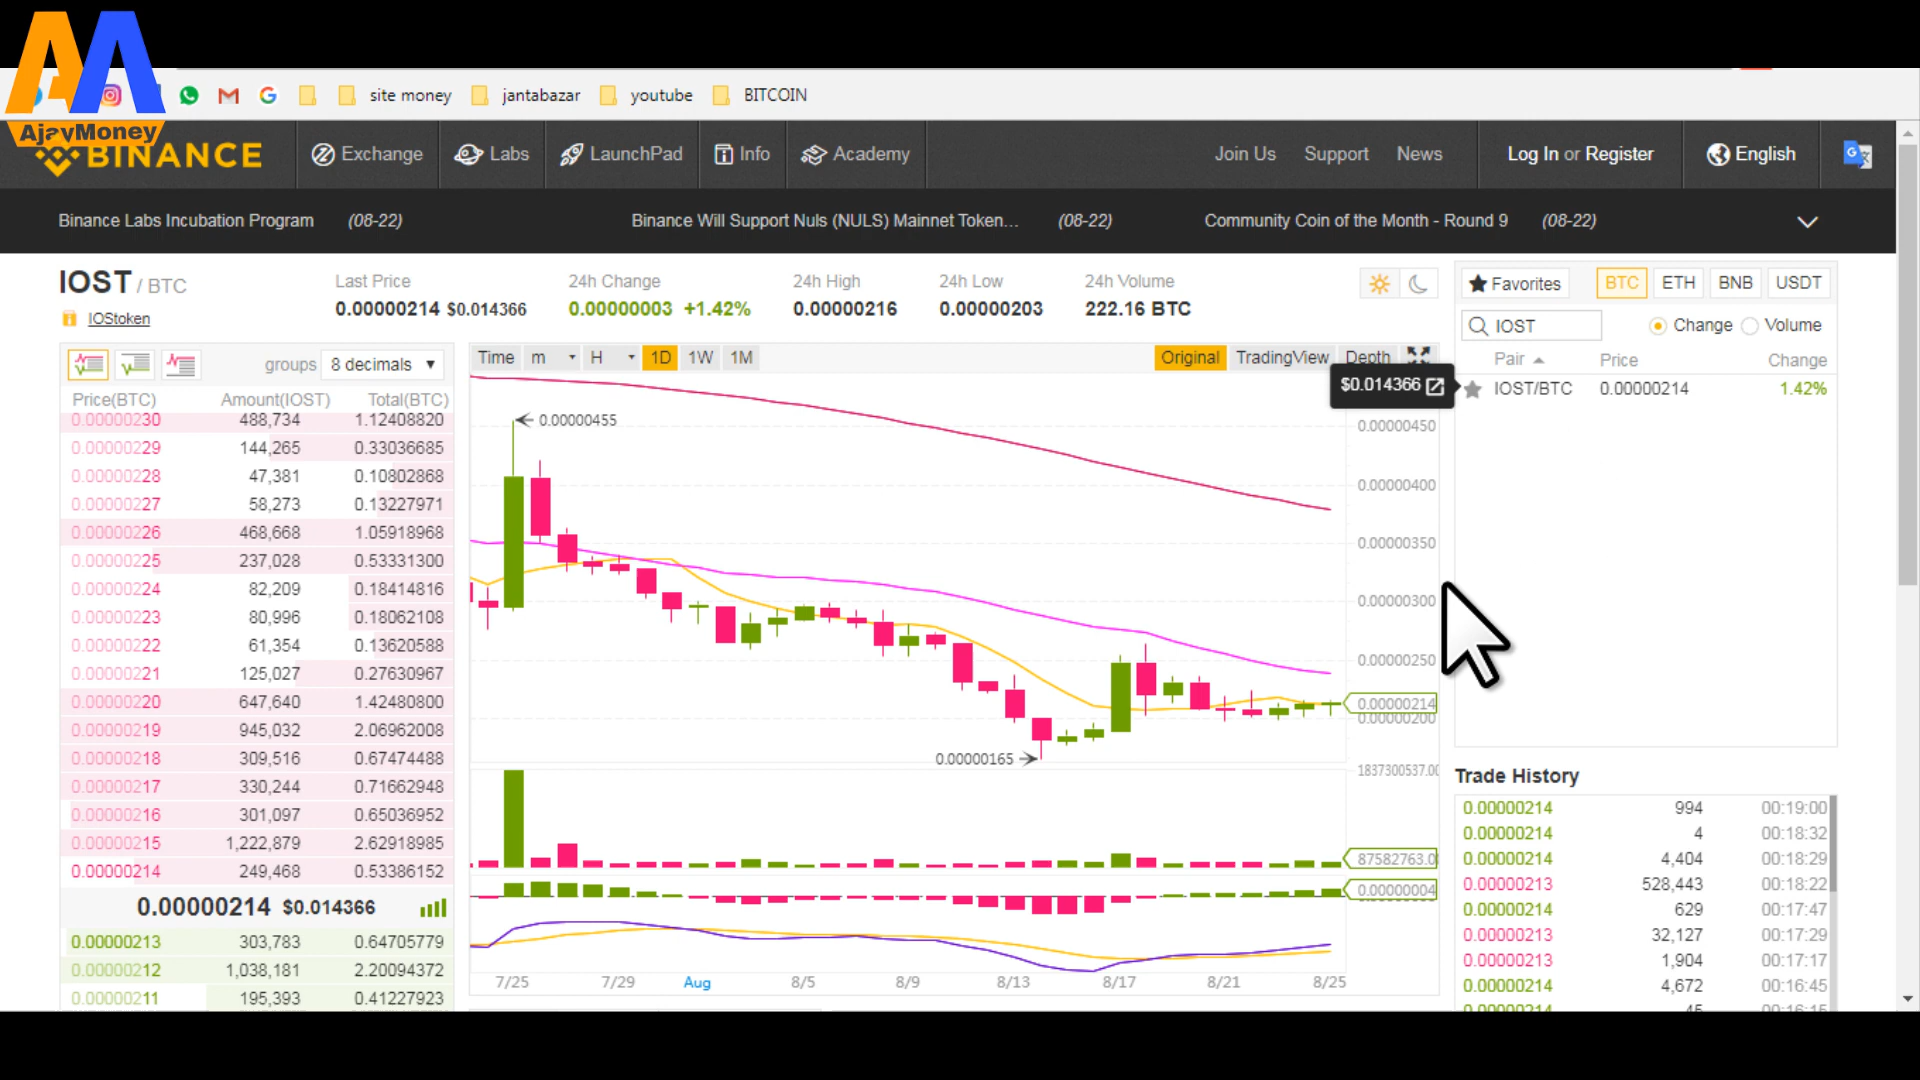 AjayMoney
site money
jantabazar
youtube
BITCOIN
BINANCE
Exchange
Labs
LaunchPad
Info
Academy
Join Us
Support
News
Log In or Register
English
Binance Labs Incubation Program (08-22)
Binance Will Support Nuls (NULS) Mainnet Token... (08-22)
Community Coin of the Month - Round 9 (08-22)
IOST / BTC
IOStoken
Last Price
0.00000214 $0.014366
24h Change
0.00000003 +1.42%
24h High
0.00000216
24h Low
0.00000203
24h Volume
222.16 BTC
groups 8 decimals
Price(BTC) Amount(IOST) Total(BTC)
0.00000230 488,734 1.12408820
0.00000229 144,265 0.33036685
0.00000228 47,381 0.10802868
0.00000227 58,273 0.13227971
0.00000226 468,668 1.05918968
0.00000225 237,028 0.53331300
0.00000224 82,209 0.18414816
0.00000223 80,996 0.18062108
0.00000222 61,354 0.13620588
0.00000221 125,027 0.27630967
0.00000220 647,640 1.42480800
0.00000219 945,032 2.06962008
0.00000218 309,516 0.67474488
0.00000217 330,244 0.71662948
0.00000216 301,097 0.65036952
0.00000215 1,222,879 2.62918985
0.00000214 249,468 0.53386152
0.00000214 $0.014366
0.00000213 303,783 0.64705779
0.00000212 1,038,181 2.20094372
0.00000211 195,393 0.41227923
Time m H 1D 1W 1M
Original TradingView Depth
0.00000455
0.00000165
0.00000450
0.00000400
0.00000350
0.00000300
0.00000250
0.00000214
0.00000200
1837300537.00
87582763.0
0.00000004
7/25 7/29 Aug 8/5 8/9 8/13 8/17 8/21 8/25
$0.014366
Favorites BTC ETH BNB USDT
IOST
Change Volume
Pair Price Change
IOST/BTC 0.00000214 1.42%
Trade History
0.00000214 994 00:19:00
0.00000214 4 00:18:32
0.00000214 4,404 00:18:29
0.00000213 528,443 00:18:22
0.00000214 629 00:17:47
0.00000213 32,127 00:17:29
0.00000213 1,904 00:17:17
0.00000214 4,672 00:16:45